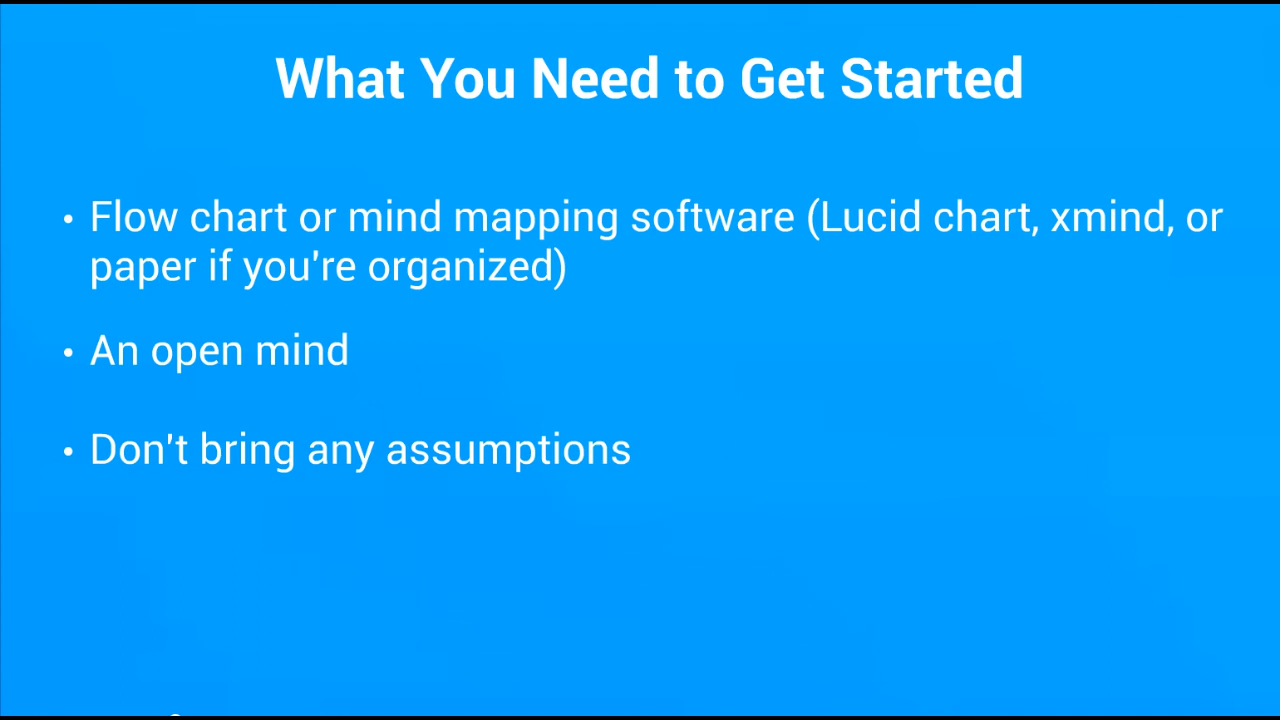 What You Need to Get Started
• Flow chart or mind mapping software (Lucid chart, xmind, or
paper if you're organized)
• An open mind
• Don't bring any assumptions